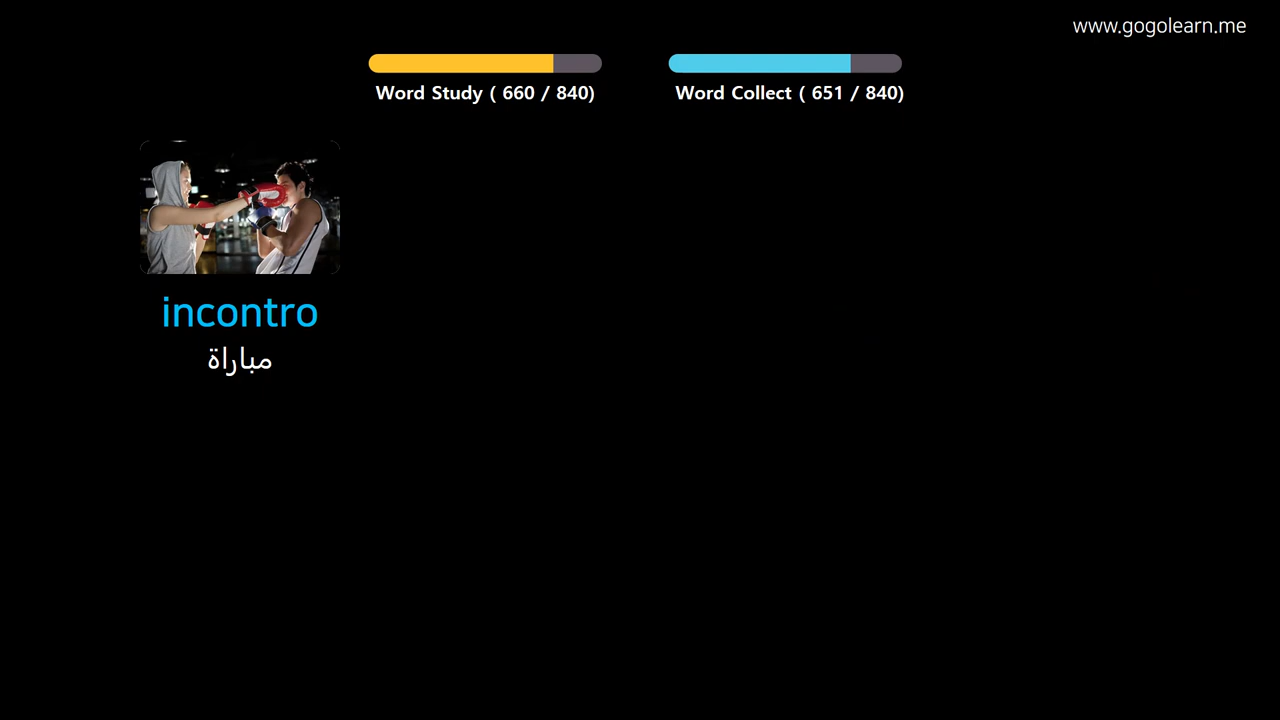 www.gogolearn.me
Word Study ( 660 / 840)
Word Collect ( 651 / 840)
incontro
مباراة